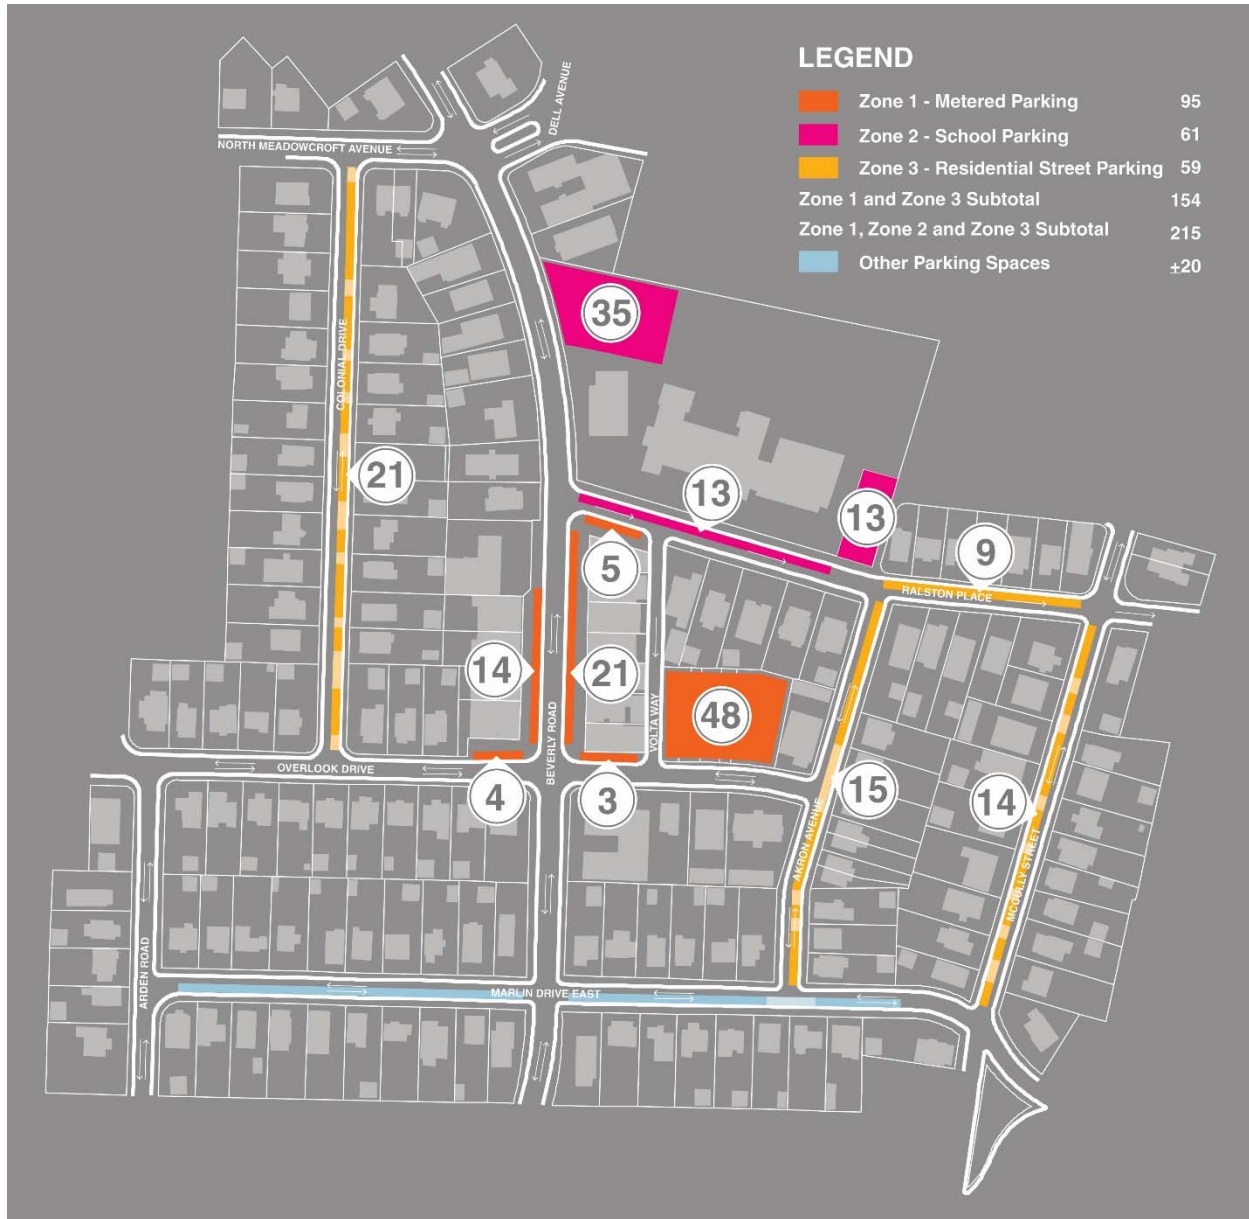 LEGEND
Zone 1 - Metered Parking 95
Zone 2 - School Parking 61
Zone 3 - Residential Street Parking 59
Zone 1 and Zone 3 Subtotal 154
Zone 1, Zone 2 and Zone 3 Subtotal 215
Other Parking Spaces ±20
DELL AVENUE
NORTH MEADOWCROFT AVENUE
35
COLONIAL DRIVE
21
13
13
5
9
RALSTON PLACE
14
21
VOLTA WAY
48
BEVERLY ROAD
OVERLOOK DRIVE
4
3
15
14
AKRON AVENUE
MCCULLY STREET
ARDEN ROAD
MARLIN DRIVE EAST